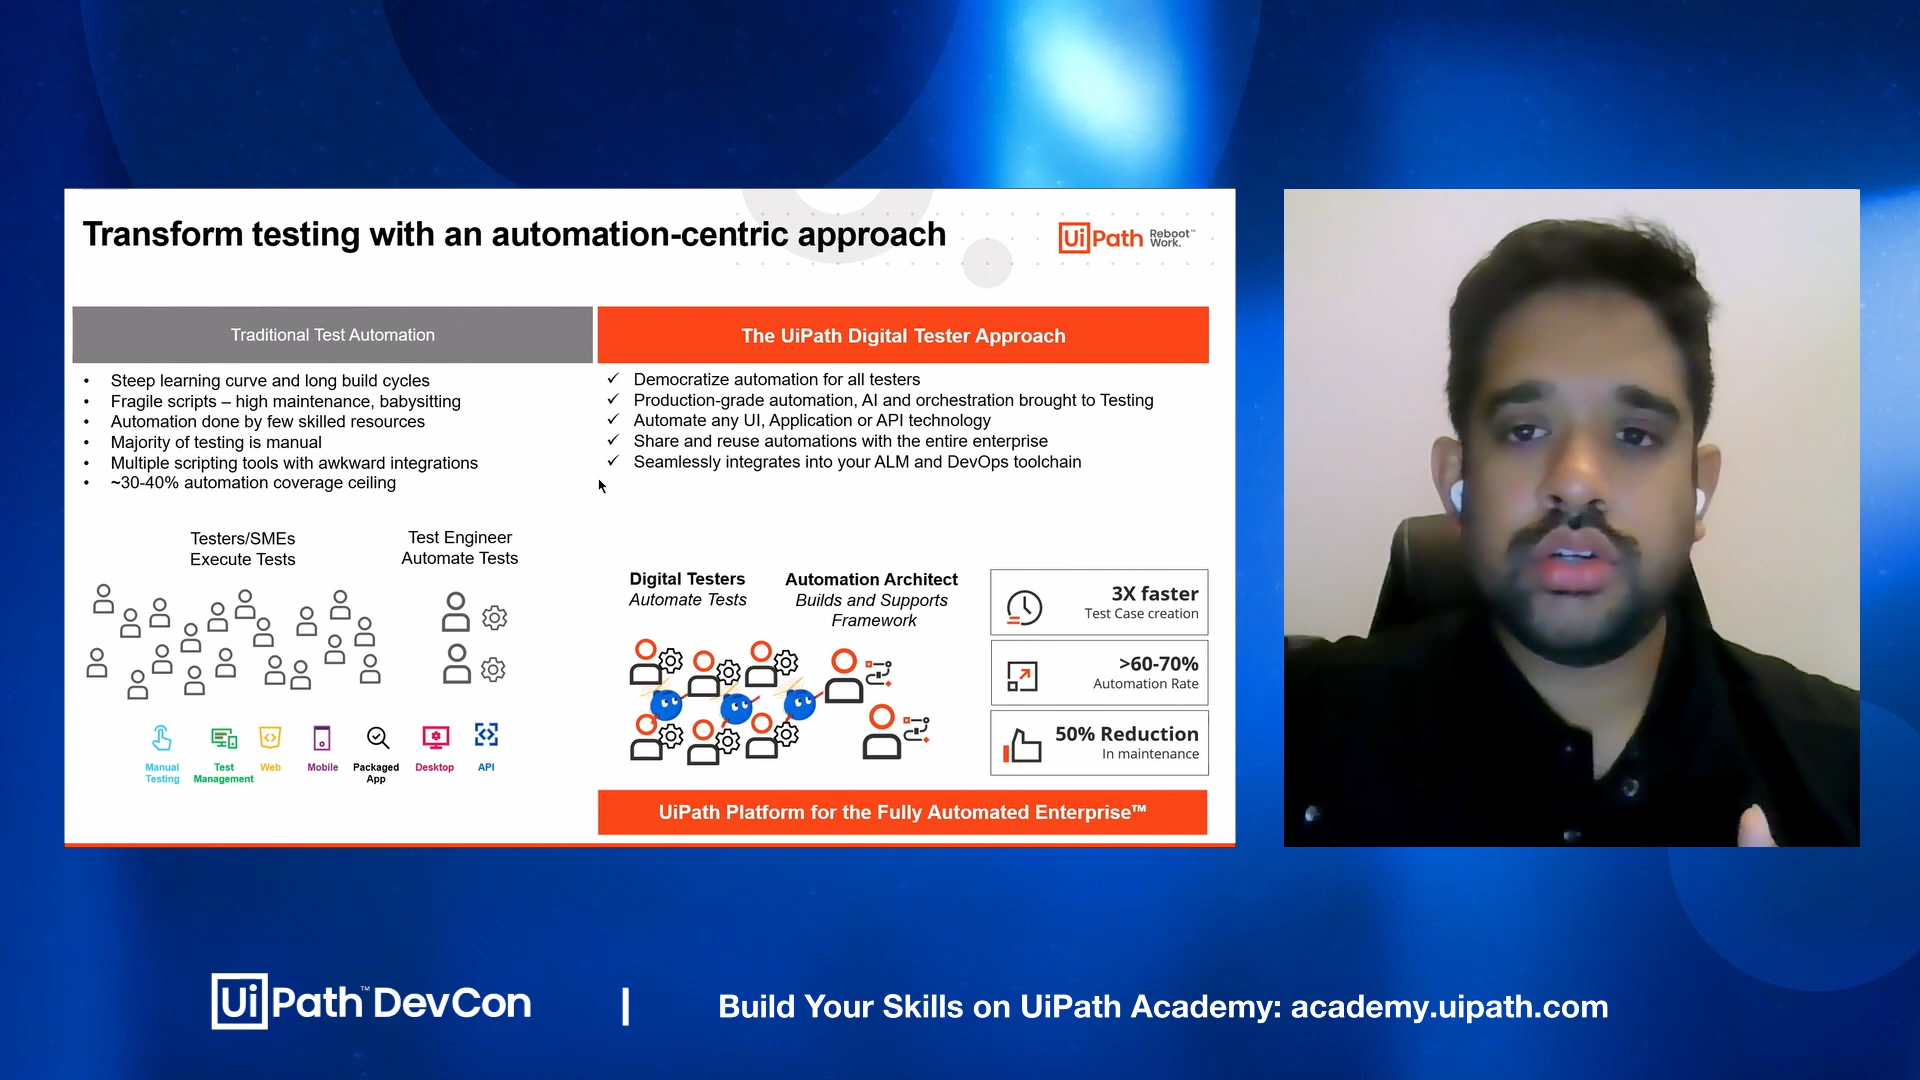 Transform testing with an automation-centric approach
UiPath Reboot™
Work.
Traditional Test Automation
• Steep learning curve and long build cycles
• Fragile scripts – high maintenance, babysitting
• Automation done by few skilled resources
• Majority of testing is manual
• Multiple scripting tools with awkward integrations
• ~30-40% automation coverage ceiling
Testers/SMEs
Execute Tests
Test Engineer
Automate Tests
Manual
Testing
Test
Management
Web
Mobile
Packaged
App
Desktop
API
The UiPath Digital Tester Approach
✓ Democratize automation for all testers
✓ Production-grade automation, AI and orchestration brought to Testing
✓ Automate any UI, Application or API technology
✓ Share and reuse automations with the entire enterprise
✓ Seamlessly integrates into your ALM and DevOps toolchain
Digital Testers
Automate Tests
Automation Architect
Builds and Supports
Framework
3X faster
Test Case creation
>60-70%
Automation Rate
50% Reduction
In maintenance
UiPath Platform for the Fully Automated Enterprise™
UiPath™ DevCon | Build Your Skills on UiPath Academy: academy.uipath.com